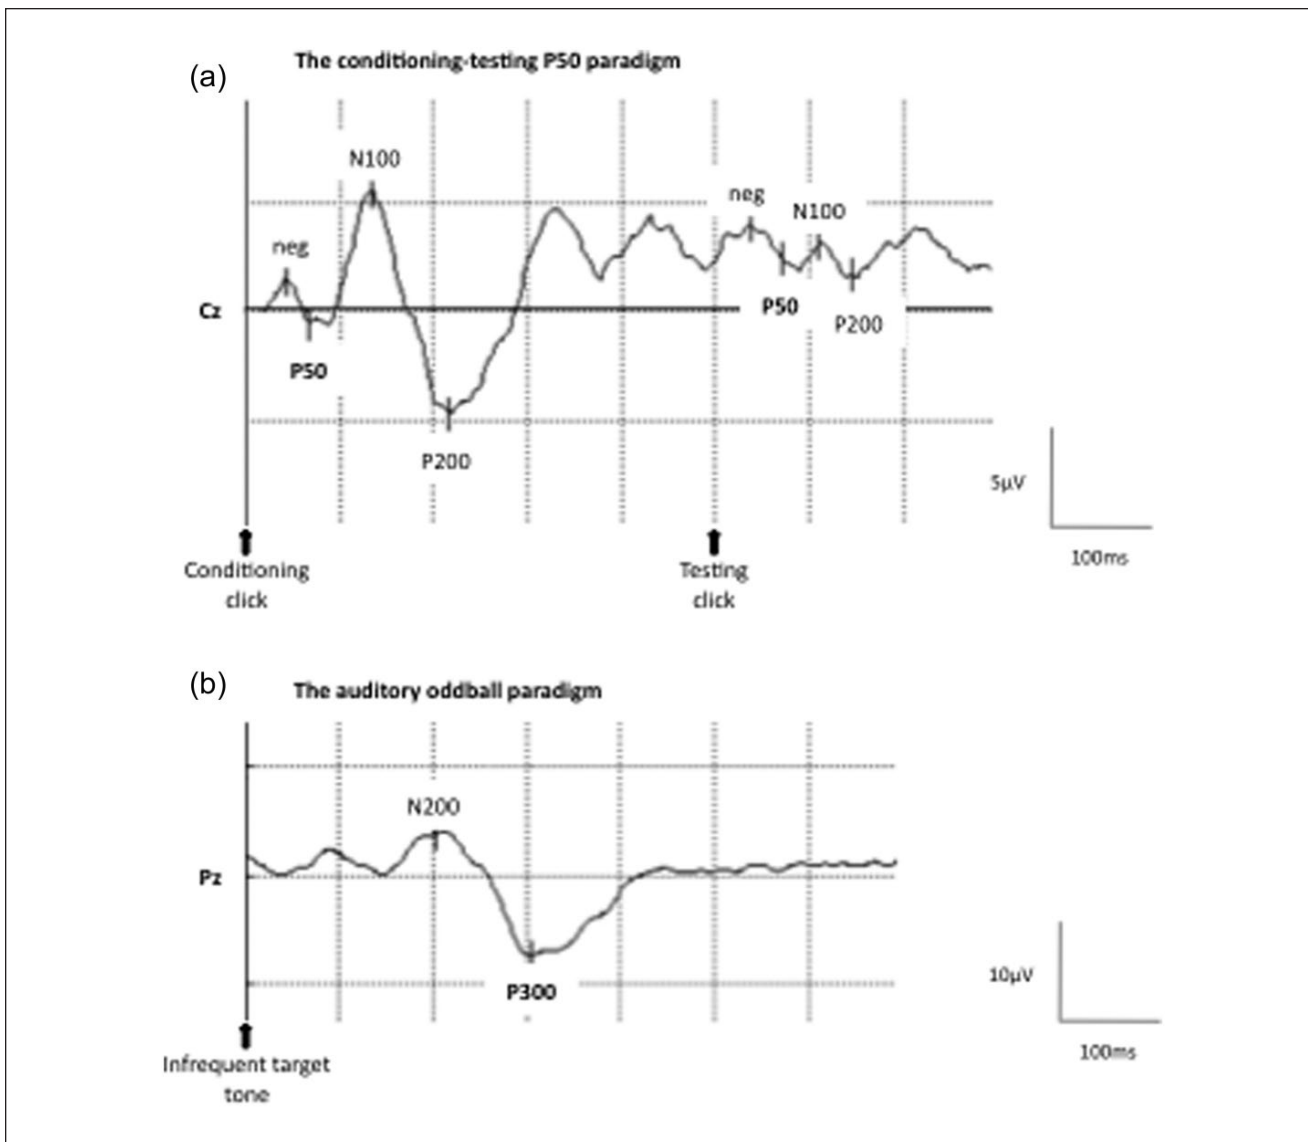 (a)
The conditioning-testing P50 paradigm
N100
neg
neg
N100
Cz
P50
P50
P200
P200
5µV
100ms
Conditioning
click
Testing
click
(b)
The auditory oddball paradigm
N200
Pz
P300
10µV
100ms
Infrequent target
tone